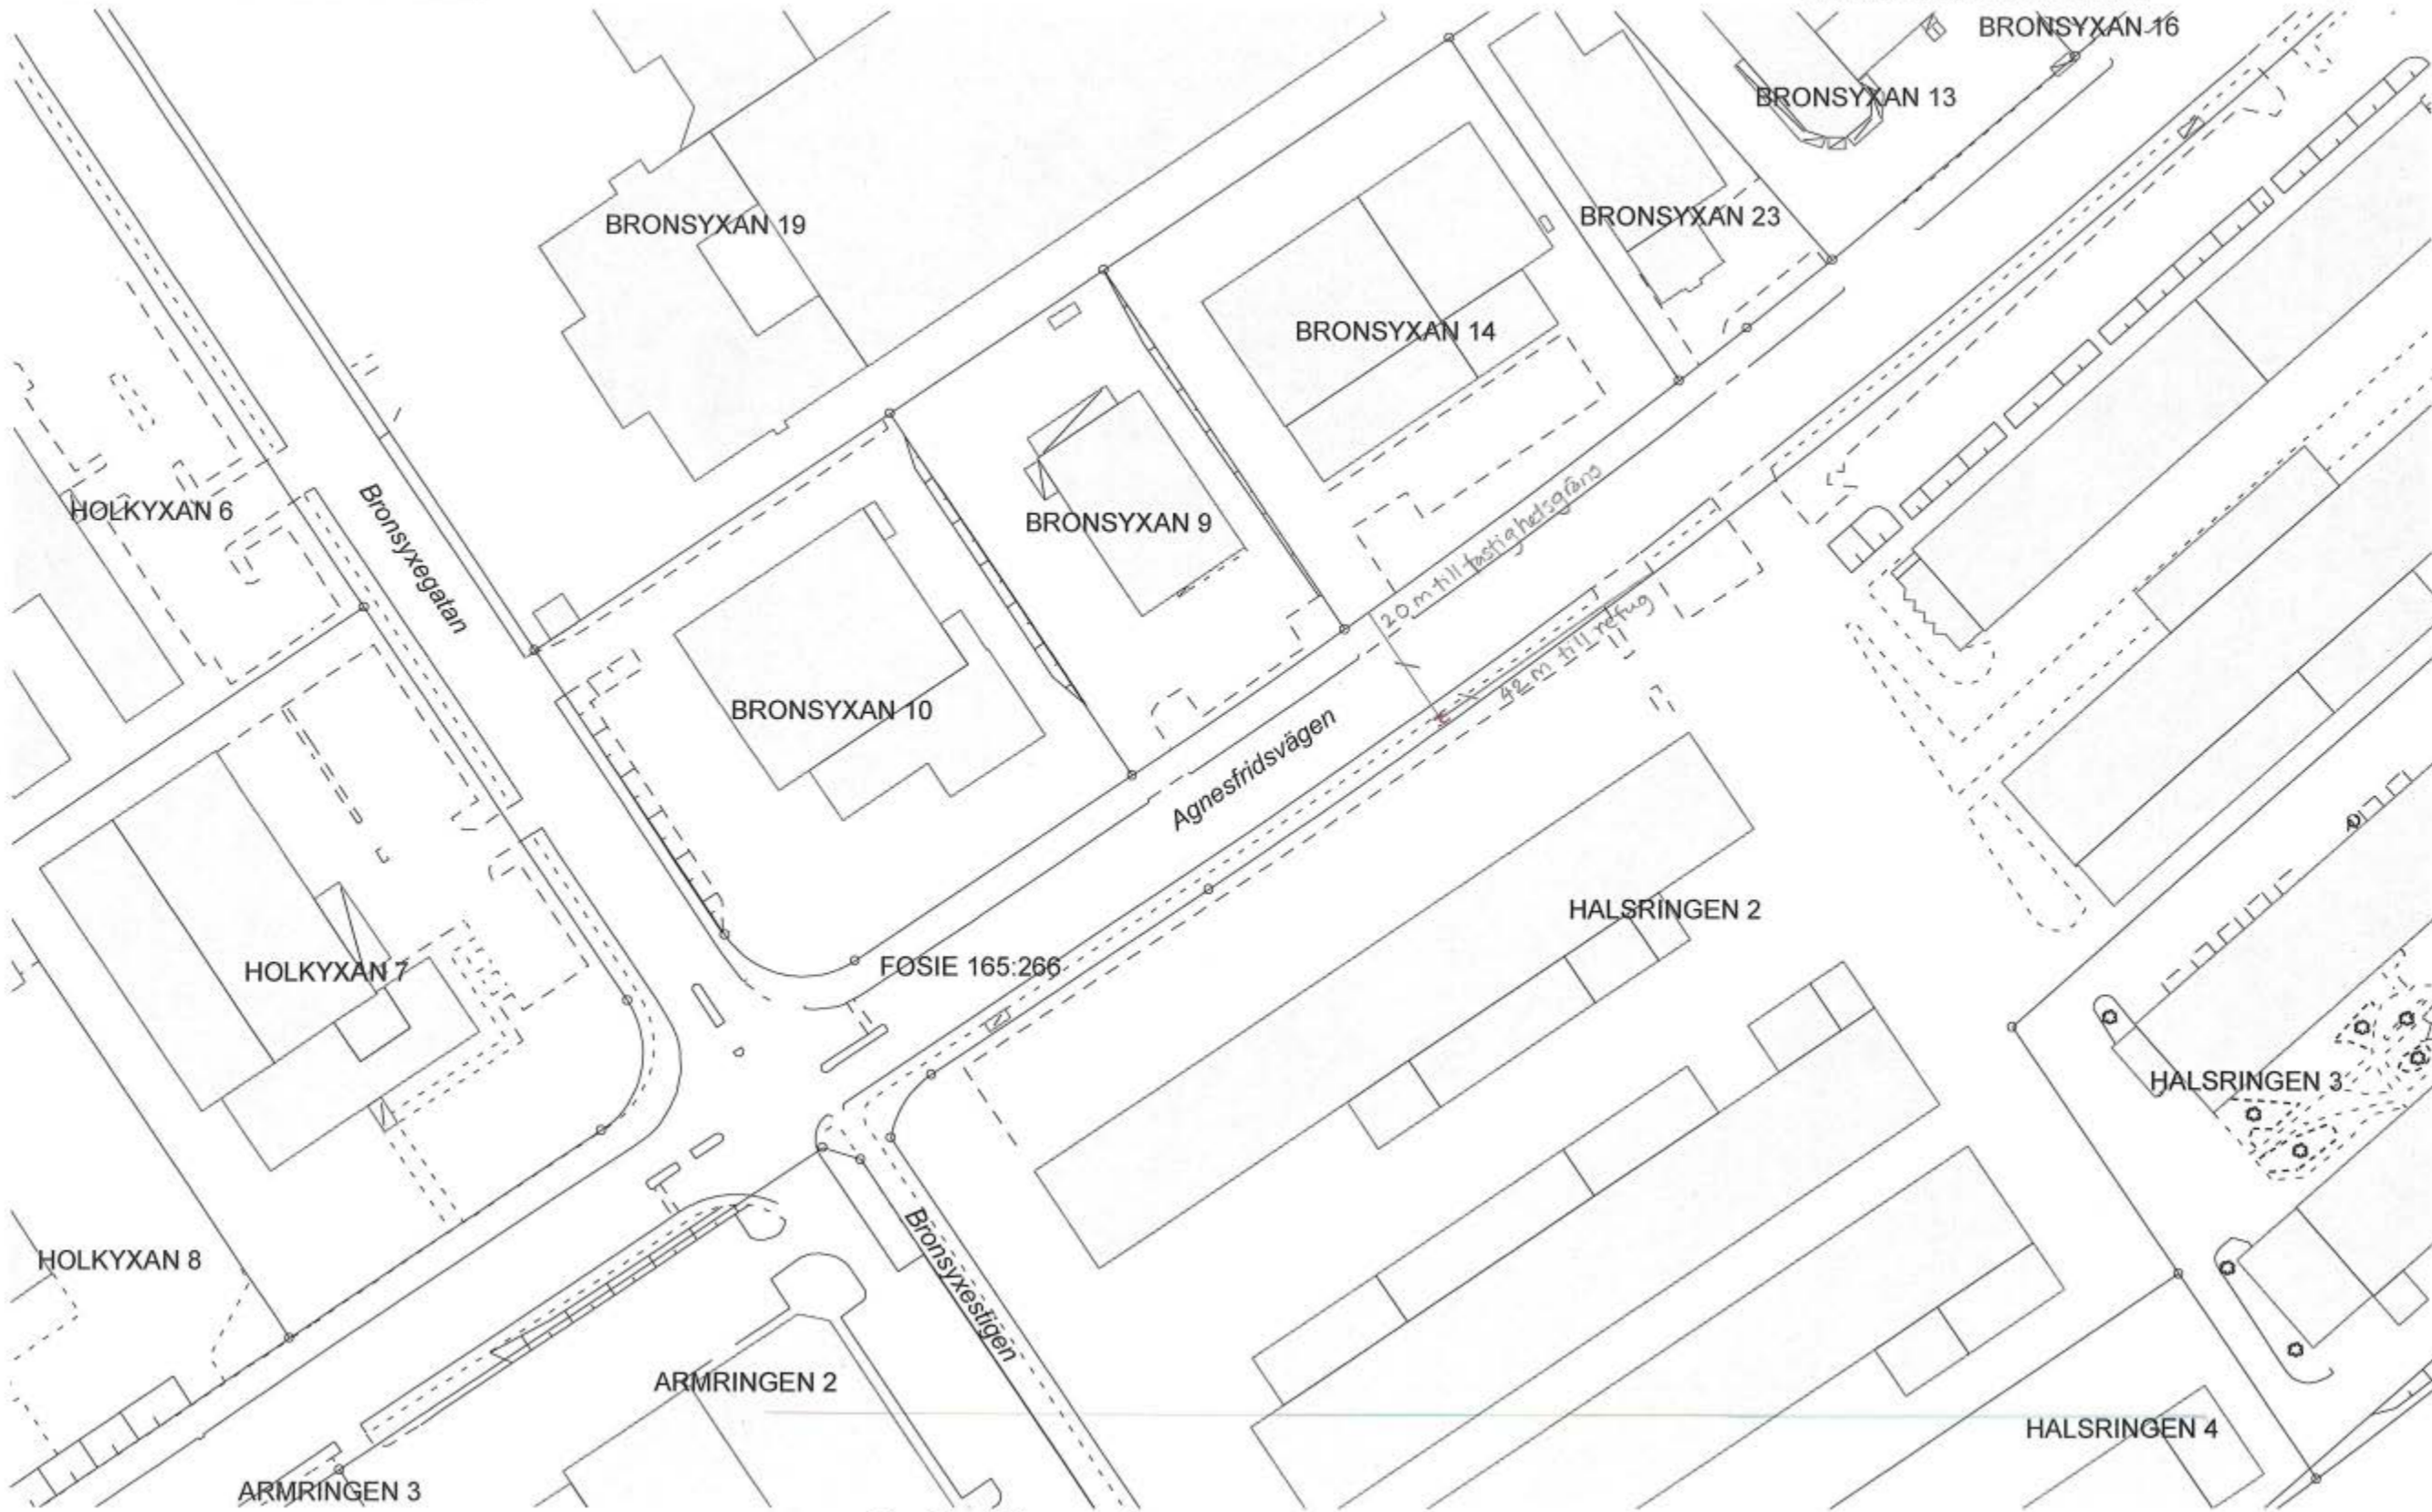 BRONSYXAN 16
BRONSYXAN 13
BRONSYXAN 19
BRONSYXAN 23
BRONSYXAN 14
HOLKYXAN 6
Bronsyxegatan
BRONSYXAN 9
20 m till fastighetsgräns
42 m till refug
BRONSYXAN 10
Agnesfridsvägen
HALSRINGEN 2
HOLKYXAN 7
FOSIE 165:266
HALSRINGEN 3
HOLKYXAN 8
Bronsyxestigen
ARMRINGEN 2
HALSRINGEN 4
ARMRINGEN 3